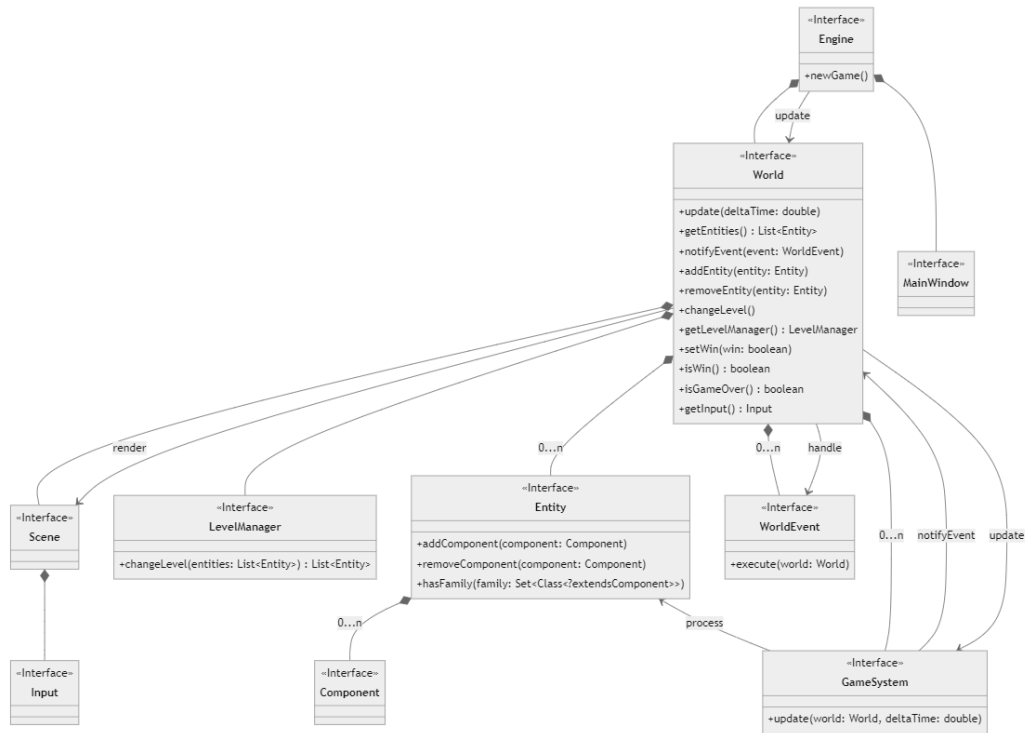 «Interface»
Engine
+newGame()
update
«Interface»
World
+update(deltaTime: double)
+getEntities() : List<Entity>
+notifyEvent(event: WorldEvent)
+addEntity(entity: Entity)
+removeEntity(entity: Entity)
+changeLevel()
+getLevelManager() : LevelManager
+setWin(win: boolean)
+isWin() : boolean
+isGameOver() : boolean
+getInput() : Input
«Interface»
MainWindow
render
0...n
0...n
handle
«Interface»
Scene
«Interface»
LevelManager
+changeLevel(entities: List<Entity>) : List<Entity>
«Interface»
Entity
+addComponent(component: Component)
+removeComponent(component: Component)
+hasFamily(family: Set<Class<?extendsComponent>>)
«Interface»
WorldEvent
+execute(world: World)
0...n
notifyEvent
update
0...n
process
«Interface»
Input
«Interface»
Component
«Interface»
GameSystem
+update(world: World, deltaTime: double)